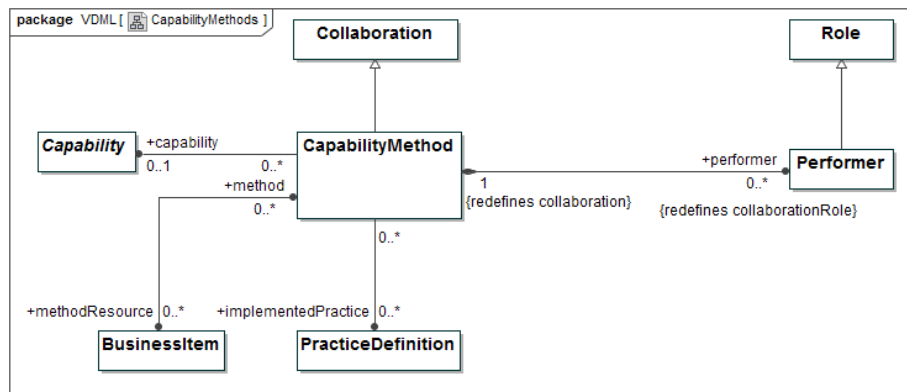 package VDML [ CapabilityMethods ]
Collaboration
Role
Capability
+capability
0..1
0..*
CapabilityMethod
+method
0..*
+performer
1
0..*
Performer
{redefines collaboration}
{redefines collaborationRole}
0..*
+methodResource
0..*
+implementedPractice
0..*
BusinessItem
PracticeDefinition